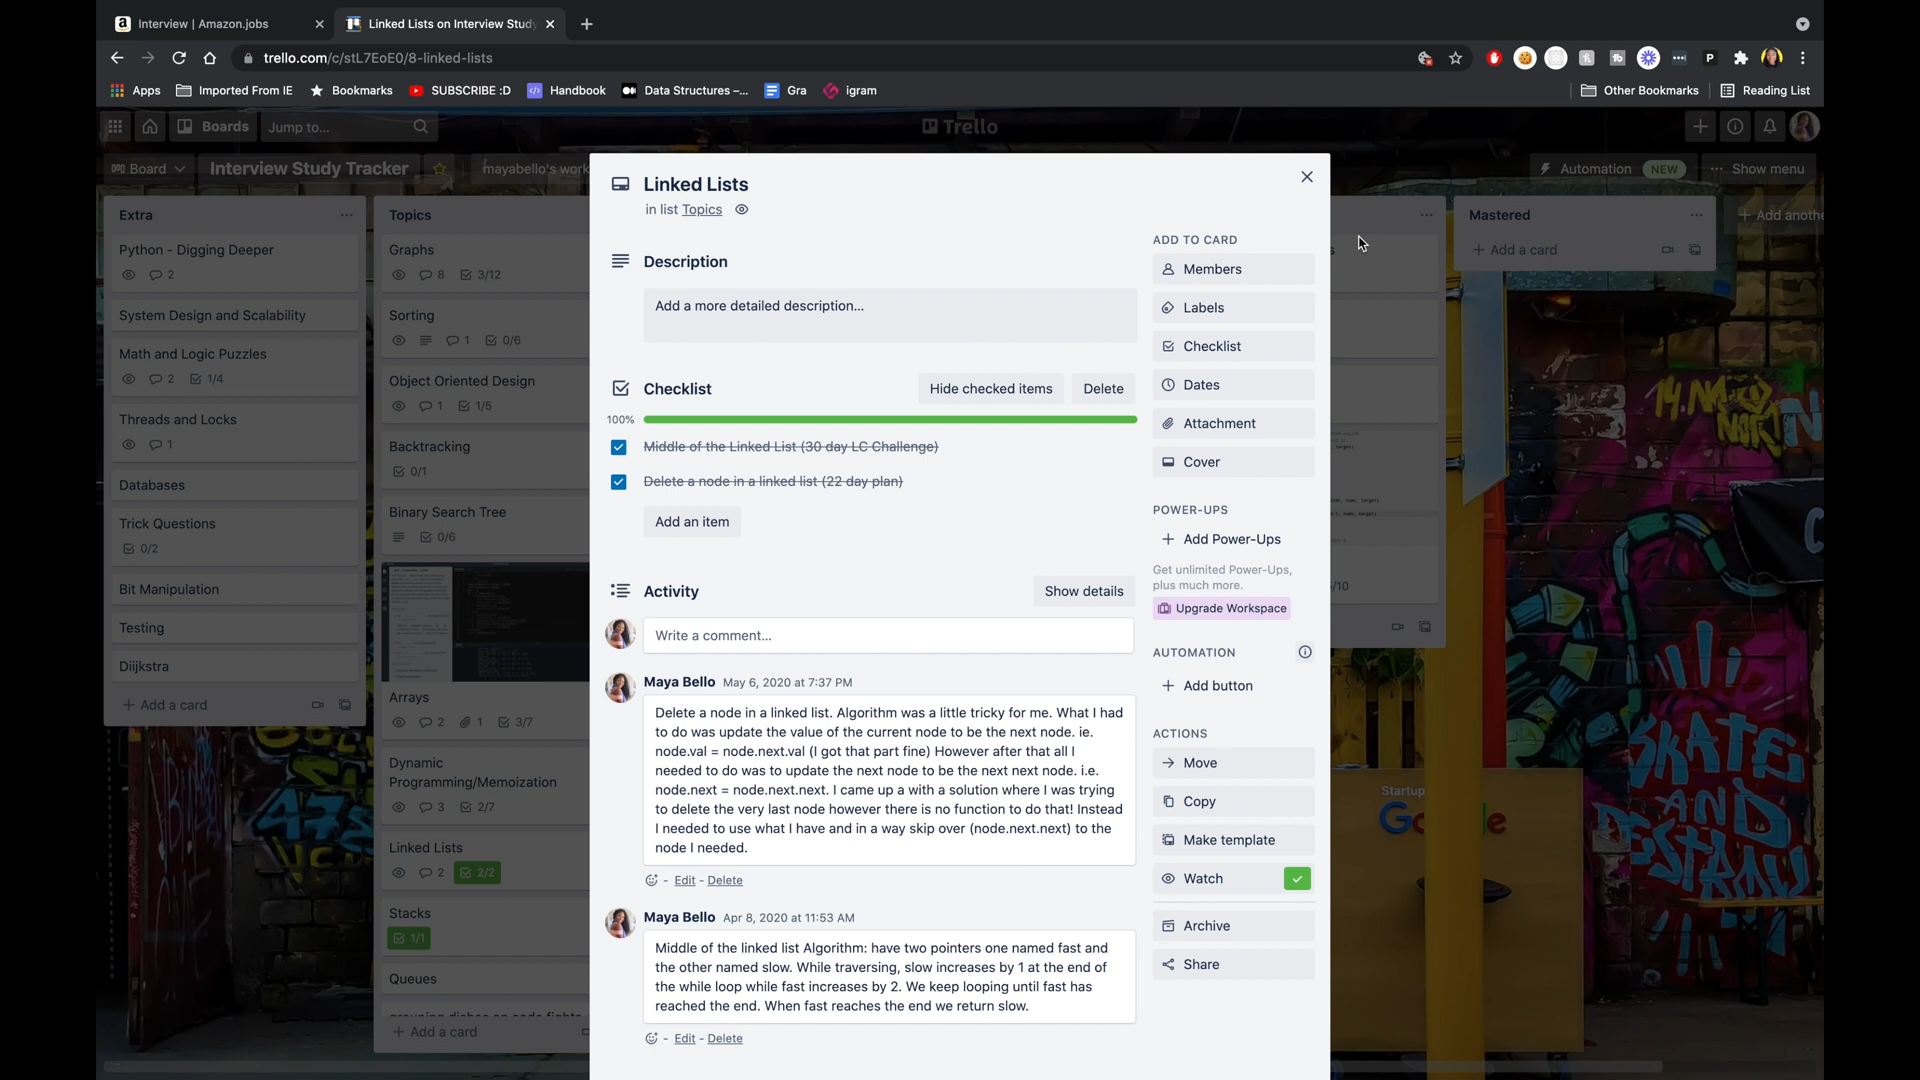 Interview | Amazon.jobs
Linked Lists on Interview Stud
trello.com/c/stL7EoE0/8-linked-lists
Apps
Imported From IE
Bookmarks
SUBSCRIBE :D
Handbook
Data Structures –...
Gra
igram
Other Bookmarks
Reading List
Boards
Jump to...
Trello
Board
Interview Study Tracker
mayabello's work
Automation
NEW
Show menu
Extra
Python - Digging Deeper
2
System Design and Scalability
Math and Logic Puzzles
2 1/4
Threads and Locks
1
Databases
Trick Questions
0/2
Bit Manipulation
Testing
Diijkstra
+ Add a card
Topics
Graphs
8 3/12
Sorting
1 0/6
Object Oriented Design
1 1/5
Backtracking
0/1
Binary Search Tree
0/6
Arrays
2 1 3/7
Dynamic
Programming/Memoization
3 2/7
Linked Lists
2 2/2
Stacks
1/1
Queues
+ Add a card
Linked Lists
in list Topics
Description
Add a more detailed description...
Checklist
Hide checked items
Delete
100%
Middle of the Linked List (30 day LC Challenge)
Delete a node in a linked list (22 day plan)
Add an item
Activity
Show details
Write a comment...
Maya Bello May 6, 2020 at 7:37 PM
Delete a node in a linked list. Algorithm was a little tricky for me. What I had
to do was update the value of the current node to be the next node. ie.
node.val = node.next.val (I got that part fine) However after that all I
needed to do was to update the next node to be the next next node. i.e.
node.next = node.next.next. I came up a with a solution where I was trying
to delete the very last node however there is no function to do that! Instead
I needed to use what I have and in a way skip over (node.next.next) to the
node I needed.
- Edit - Delete
Maya Bello Apr 8, 2020 at 11:53 AM
Middle of the linked list Algorithm: have two pointers one named fast and
the other named slow. While traversing, slow increases by 1 at the end of
the while loop while fast increases by 2. We keep looping until fast has
reached the end. When fast reaches the end we return slow.
- Edit - Delete
ADD TO CARD
Members
Labels
Checklist
Dates
Attachment
Cover
POWER-UPS
+ Add Power-Ups
Get unlimited Power-Ups,
plus much more.
Upgrade Workspace
AUTOMATION
+ Add button
ACTIONS
Move
Copy
Make template
Watch
Archive
Share
Mastered
+ Add a card
+ Add anothe
Startup
SKATE
AND
DESTROY